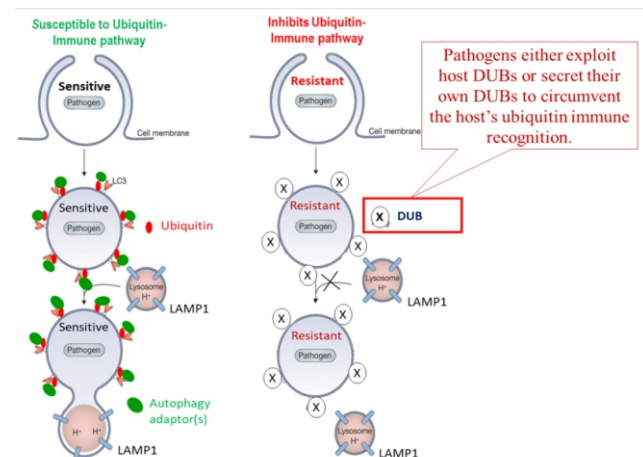 Susceptible to Ubiquitin-
Immune pathway
Sensitive
Pathogen
Cell membrane
LC3
Sensitive
Pathogen
Ubiquitin
Lysosome
H+
LAMP1
Sensitive
Pathogen
Autophagy
adaptor(s)
H+ H+
LAMP1
Inhibits Ubiquitin-
Immune pathway
Resistant
Pathogen
Cell membrane
X
X
Resistant
Pathogen
X
X
X
X
DUB
Lysosome
H+
LAMP1
X
X
Resistant
Pathogen
X
X
X
Lysosome
H+
LAMP1
Pathogens either exploit
host DUBs or secret their
own DUBs to circumvent
the host's ubiquitin immune
recognition.